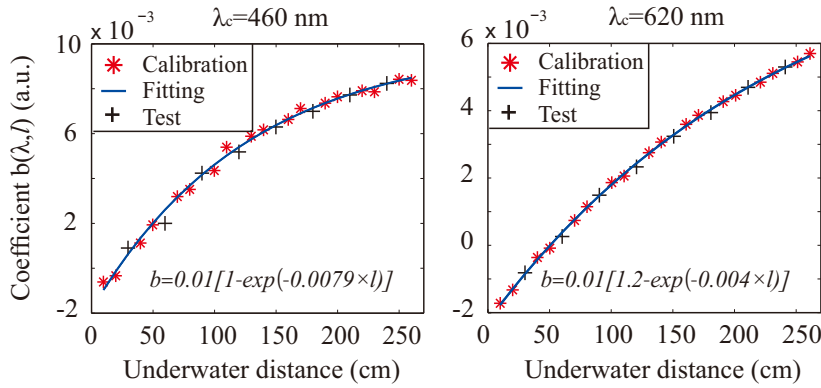 λc=460 nm
10 × 10⁻³
6
2
-2
0 50 100 150 200 250
Calibration
Fitting
Test
b=0.01[1-exp(-0.0079×l)]
Coefficient b(λ,l) (a.u.)
Underwater distance (cm)
λc=620 nm
6 × 10⁻³
4
2
0
-2
0 50 100 150 200 250
Calibration
Fitting
Test
b=0.01[1.2-exp(-0.004×l)]
Underwater distance (cm)